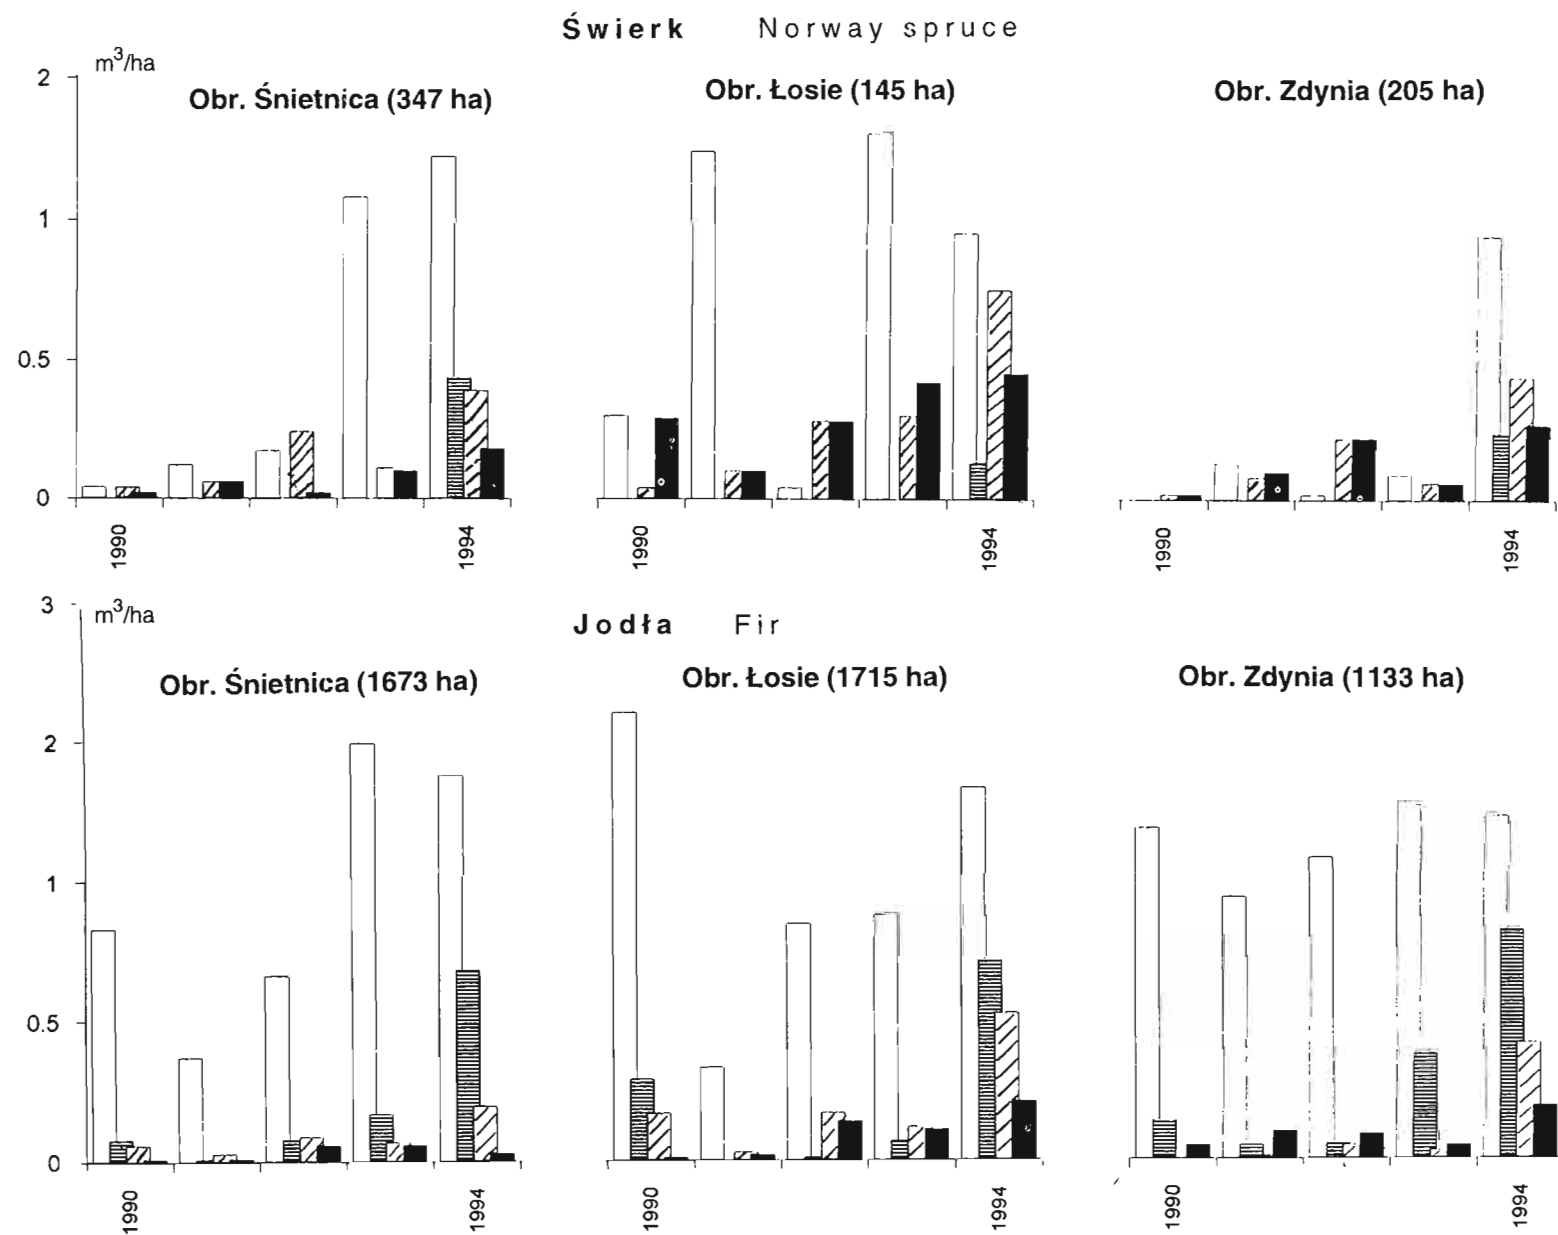 Świerk Norway spruce
m³/ha
Obr. Śnietnica (347 ha) Obr. Łosie (145 ha) Obr. Zdynia (205 ha)
2
1
0.5
0
1990 1994 1990 1994 1990 1994
Jodła Fir
m³/ha
Obr. Śnietnica (1673 ha) Obr. Łosie (1715 ha) Obr. Zdynia (1133 ha)
3
2
1
0.5
0
1990 1994 1990 1994 1990 1994